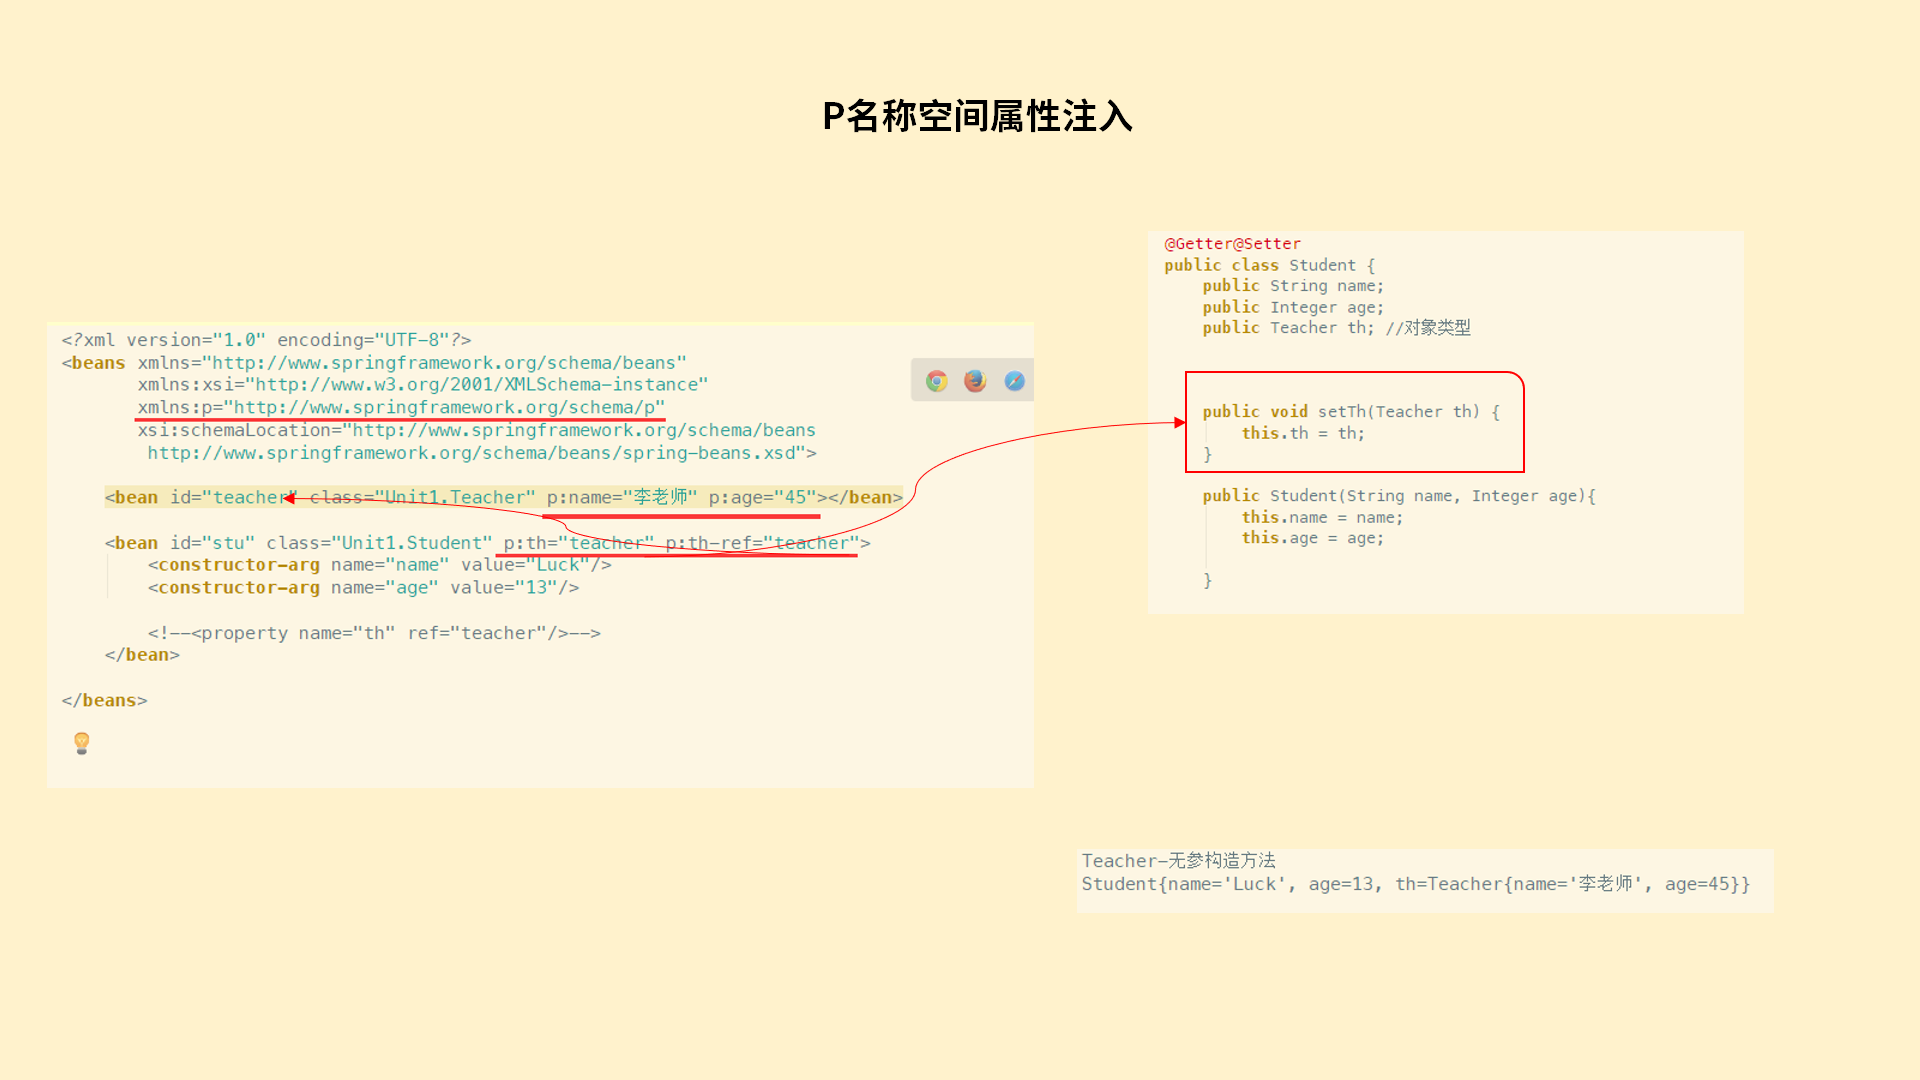 P名称空间属性注入
<?xml version="1.0" encoding="UTF-8"?>
<beans xmlns="http://www.springframework.org/schema/beans"
xmlns:xsi="http://www.w3.org/2001/XMLSchema-instance"
xmlns:p="http://www.springframework.org/schema/p"
xsi:schemaLocation="http://www.springframework.org/schema/beans
http://www.springframework.org/schema/beans/spring-beans.xsd">
<bean id="teacher" class="Unit1.Teacher" p:name="李老师" p:age="45"></bean>
<bean id="stu" class="Unit1.Student" p:th="teacher" p:th-ref="teacher">
<constructor-arg name="name" value="Luck"/>
<constructor-arg name="age" value="13"/>
<!--<property name="th" ref="teacher"/>-->
</bean>
</beans>
@Getter@Setter
public class Student {
public String name;
public Integer age;
public Teacher th; //对象类型
public void setTh(Teacher th) {
this.th = th;
}
public Student(String name, Integer age){
this.name = name;
this.age = age;
}
Teacher-无参构造方法
Student{name='Luck', age=13, th=Teacher{name='李老师', age=45}}